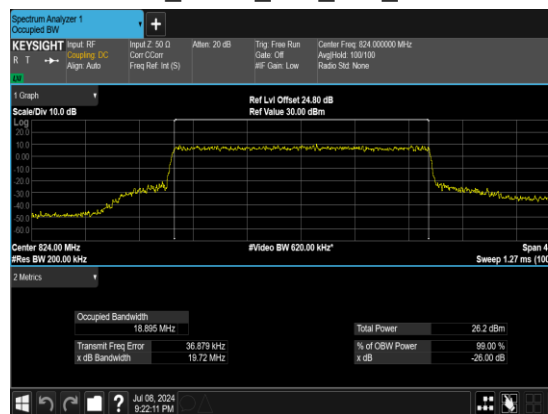 Spectrum Analyzer 1
Occupied BW
+
KEYSIGHT Input: RF Input Z: 50 Ω Atten: 20 dB Trig: Free Run Center Freq: 824.000000 MHz
R T Coupling: DC Corr CCorr Gate: Off Avg|Hold: 100/100
Align: Auto Freq Ref: Int (S) #IF Gain: Low Radio Std: None
LW
1 Graph
Ref Lvl Offset 24.80 dB
Scale/Div 10.0 dB Ref Value 30.00 dBm
Log
20.0
10.0
0.00
-10.0
-20.0
-30.0
-40.0
-50.0
-60.0
Center 824.00 MHz #Video BW 620.00 kHz* Span 4
#Res BW 200.00 kHz Sweep 1.27 ms (100
2 Metrics
Occupied Bandwidth
18.895 MHz Total Power 26.2 dBm
Transmit Freq Error 36.879 kHz % of OBW Power 99.00 %
x dB Bandwidth 19.72 MHz x dB -26.00 dB
? Jul 08, 2024
9:22:11 PM